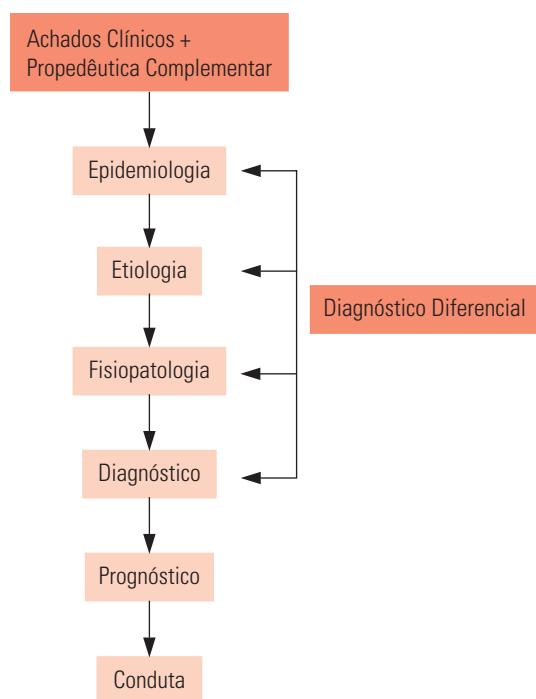 Achados Clínicos +
Propedêutica Complementar
Epidemiologia
Etiologia
Diagnóstico Diferencial
Fisiopatologia
Diagnóstico
Prognóstico
Conduta